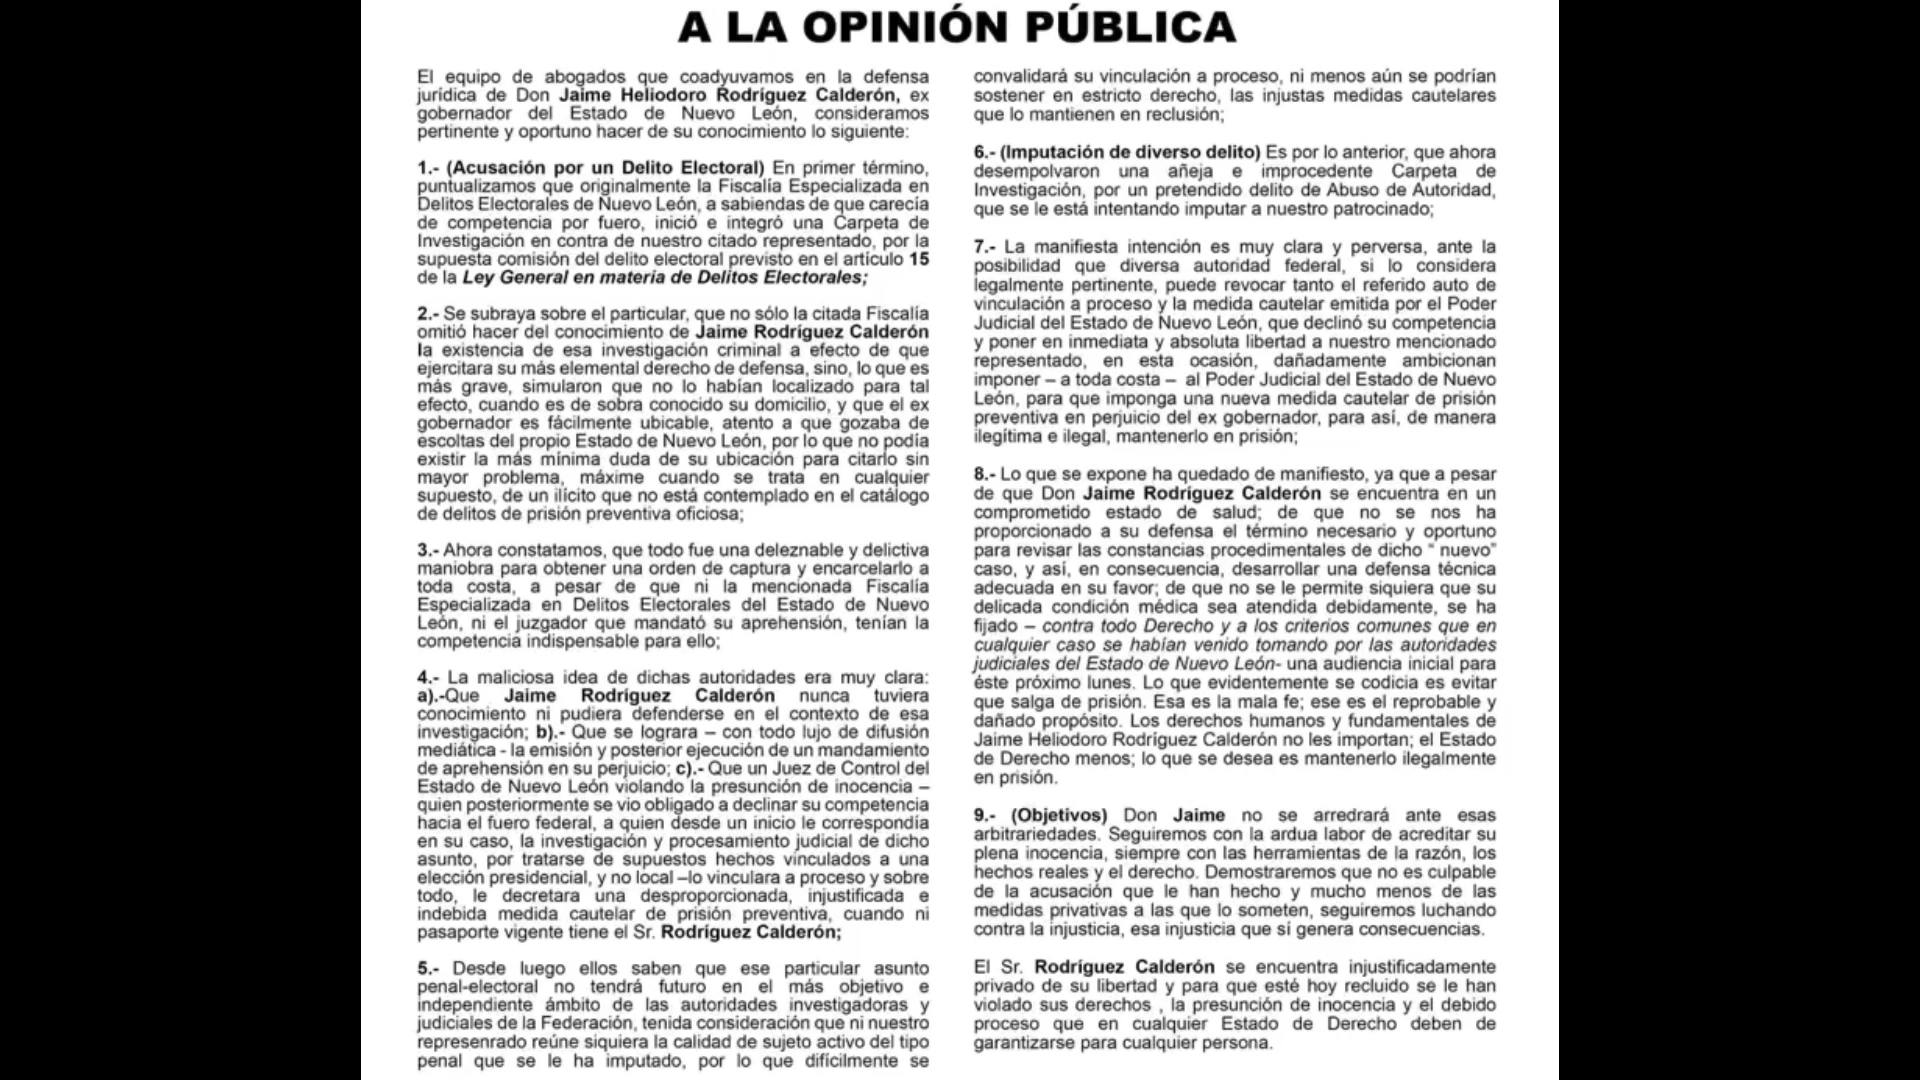 A LA OPINIÓN PÚBLICA
El equipo de abogados que coadyuvamos en la defensa
jurídica de Don Jaime Heliodoro Rodríguez Calderón, ex
gobernador del Estado de Nuevo León, consideramos
pertinente y oportuno hacer de su conocimiento lo siguiente:
1.- (Acusación por un Delito Electoral) En primer término,
puntualizamos que originalmente la Fiscalía Especializada en
Delitos Electorales de Nuevo León, a sabiendas de que carecía
de competencia por fuero, inició e integró una Carpeta de
Investigación en contra de nuestro citado representado, por la
supuesta comisión del delito electoral previsto en el artículo 15
de la Ley General en materia de Delitos Electorales;
2.- Se subraya sobre el particular, que no sólo la citada Fiscalía
omitió hacer del conocimiento de Jaime Rodríguez Calderón
la existencia de esa investigación criminal a efecto de que
ejercitara su más elemental derecho de defensa, sino, lo que es
más grave, simularon que no lo habían localizado para tal
efecto, cuando es de sobra conocido su domicilio, y que el ex
gobernador es fácilmente ubicable, atento a que gozaba de
escoltas del propio Estado de Nuevo León, por lo que no podía
existir la más mínima duda de su ubicación para citarlo sin
mayor problema, máxime cuando se trata en cualquier
supuesto, de un ilícito que no está contemplado en el catálogo
de delitos de prisión preventiva oficiosa;
3.- Ahora constatamos, que todo fue una deleznable y delictiva
maniobra para obtener una orden de captura y encarcelarlo a
toda costa, a pesar de que ni la mencionada Fiscalía
Especializada en Delitos Electorales del Estado de Nuevo
León, ni el juzgador que mandató su aprehensión, tenían la
competencia indispensable para ello;
4.- La maliciosa idea de dichas autoridades era muy clara:
a).-Que Jaime Rodríguez Calderón nunca tuviera
conocimiento ni pudiera defenderse en el contexto de esa
investigación; b).- Que se lograra – con todo lujo de difusión
mediática - la emisión y posterior ejecución de un mandamiento
de aprehensión en su perjuicio; c).- Que un Juez de Control del
Estado de Nuevo León violando la presunción de inocencia –
quien posteriormente se vio obligado a declinar su competencia
hacia el fuero federal, a quien desde un inicio le correspondía
en su caso, la investigación y procesamiento judicial de dicho
asunto, por tratarse de supuestos hechos vinculados a una
elección presidencial, y no local –lo vinculara a proceso y sobre
todo, le decretara una desproporcionada, injustificada e
indebida medida cautelar de prisión preventiva, cuando ni
pasaporte vigente tiene el Sr. Rodríguez Calderón;
5.- Desde luego ellos saben que ese particular asunto
penal-electoral no tendrá futuro en el más objetivo e
independiente ámbito de las autoridades investigadoras y
judiciales de la Federación, tenida consideración que ni nuestro
represenrado reúne siquiera la calidad de sujeto activo del tipo
penal que se le ha imputado, por lo que difícilmente se
convalidará su vinculación a proceso, ni menos aún se podrían
sostener en estricto derecho, las injustas medidas cautelares
que lo mantienen en reclusión;
6.- (Imputación de diverso delito) Es por lo anterior, que ahora
desempolvaron una añeja e improcedente Carpeta de
Investigación, por un pretendido delito de Abuso de Autoridad,
que se le está intentando imputar a nuestro patrocinado;
7.- La manifiesta intención es muy clara y perversa, ante la
posibilidad que diversa autoridad federal, si lo considera
legalmente pertinente, puede revocar tanto el referido auto de
vinculación a proceso y la medida cautelar emitida por el Poder
Judicial del Estado de Nuevo León, que declinó su competencia
y poner en inmediata y absoluta libertad a nuestro mencionado
representado, en esta ocasión, dañadamente ambicionan
imponer – a toda costa – al Poder Judicial del Estado de Nuevo
León, para que imponga una nueva medida cautelar de prisión
preventiva en perjuicio del ex gobernador, para así, de manera
ilegítima e ilegal, mantenerlo en prisión;
8.- Lo que se expone ha quedado de manifiesto, ya que a pesar
de que Don Jaime Rodríguez Calderón se encuentra en un
comprometido estado de salud; de que no se nos ha
proporcionado a su defensa el término necesario y oportuno
para revisar las constancias procedimentales de dicho “ nuevo”
caso, y así, en consecuencia, desarrollar una defensa técnica
adecuada en su favor; de que no se le permite siquiera que su
delicada condición médica sea atendida debidamente, se ha
fijado – contra todo Derecho y a los criterios comunes que en
cualquier caso se habían venido tomando por las autoridades
judiciales del Estado de Nuevo León- una audiencia inicial para
éste próximo lunes. Lo que evidentemente se codicia es evitar
que salga de prisión. Esa es la mala fe; ese es el reprobable y
dañado propósito. Los derechos humanos y fundamentales de
Jaime Heliodoro Rodríguez Calderón no les importan; el Estado
de Derecho menos; lo que se desea es mantenerlo ilegalmente
en prisión.
9.- (Objetivos) Don Jaime no se arredrará ante esas
arbitrariedades. Seguiremos con la ardua labor de acreditar su
plena inocencia, siempre con las herramientas de la razón, los
hechos reales y el derecho. Demostraremos que no es culpable
de la acusación que le han hecho y mucho menos de las
medidas privativas a las que lo someten, seguiremos luchando
contra la injusticia, esa injusticia que sí genera consecuencias.
El Sr. Rodríguez Calderón se encuentra injustificadamente
privado de su libertad y para que esté hoy recluido se le han
violado sus derechos , la presunción de inocencia y el debido
proceso que en cualquier Estado de Derecho deben de
garantizarse para cualquier persona.